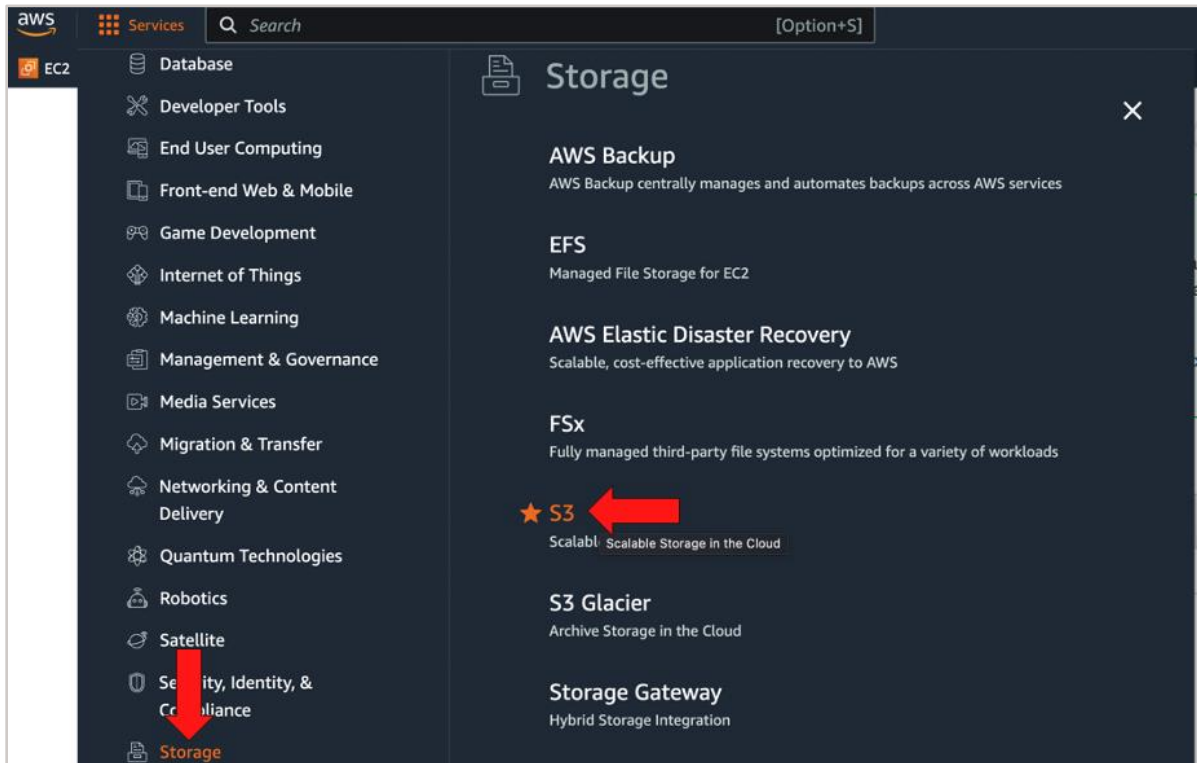 aws
Services
Search
[Option+S]
EC2
Database
Developer Tools
End User Computing
Front-end Web & Mobile
Game Development
Internet of Things
Machine Learning
Management & Governance
Media Services
Migration & Transfer
Networking & Content
Delivery
Quantum Technologies
Robotics
Satellite
Identity, &
Storage
Storage
AWS Backup
AWS Backup centrally manages and automates backups across AWS services
EFS
Managed File Storage for EC2
AWS Elastic Disaster Recovery
Scalable, cost-effective application recovery to AWS
FSx
Fully managed third-party file systems optimized for a variety of workloads
S3
Scalable Storage in the Cloud
S3 Glacier
Archive Storage in the Cloud
Storage Gateway
Hybrid Storage Integration